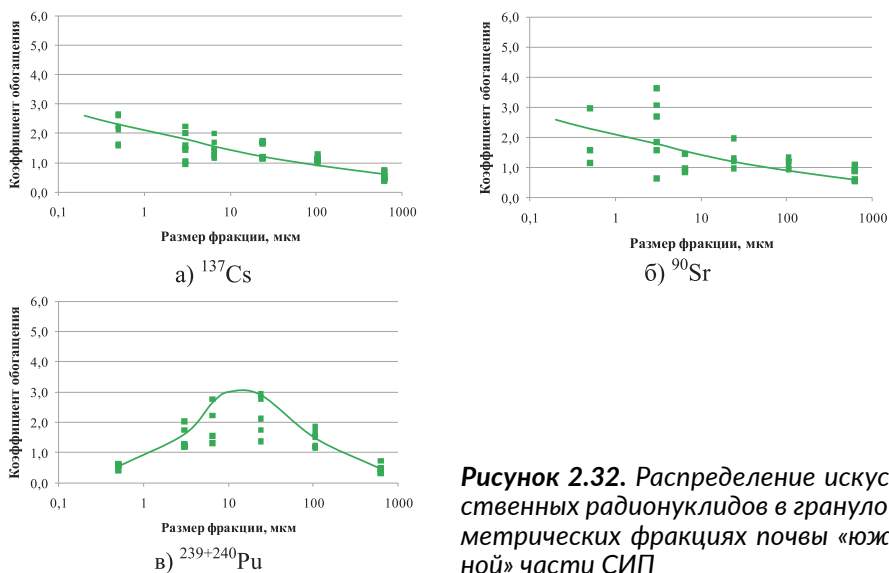 6,0
5,0
4,0
3,0
2,0
1,0
0,0
Коэффициент обогащения
0,1 1 10 100 1000
Размер фракции, мкм
а) 137Cs
6,0
5,0
4,0
3,0
2,0
1,0
0,0
Коэффициент обогащения
0,1 1 10 100 1000
Размер фракции, мкм
б) 90Sr
6,0
5,0
4,0
3,0
2,0
1,0
0,0
Коэффициент обогащения
0,1 1 10 100 1000
Размер фракции, мкм
в) 239+240Pu
Рисунок 2.32. Распределение искус-
ственных радионуклидов в грануло-
метрических фракциях почвы «юж-
ной» части СИП